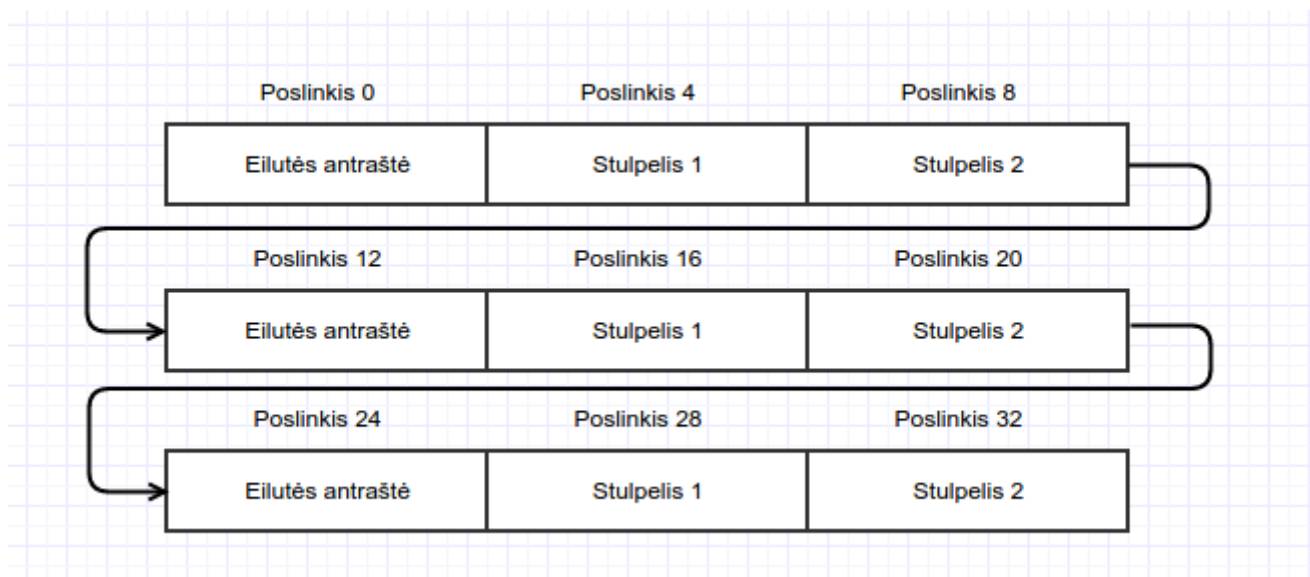 Poslinkis 0 Poslinkis 4 Poslinkis 8
Eilutės antraštė Stulpelis 1 Stulpelis 2
Poslinkis 12 Poslinkis 16 Poslinkis 20
Eilutės antraštė Stulpelis 1 Stulpelis 2
Poslinkis 24 Poslinkis 28 Poslinkis 32
Eilutės antraštė Stulpelis 1 Stulpelis 2